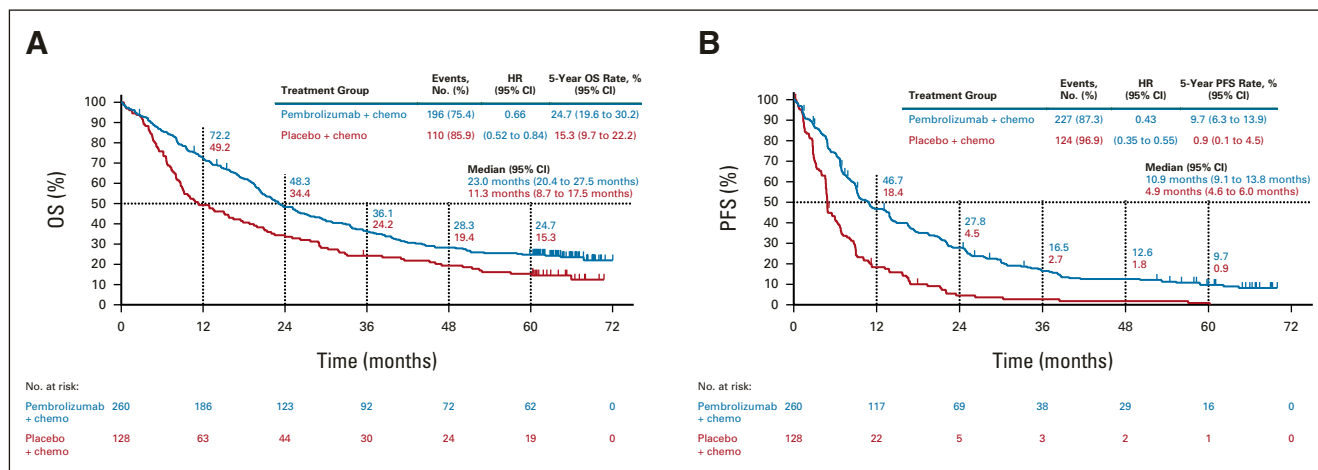 A
Treatment Group Events, No. (%) HR (95% CI) 5-Year OS Rate, % (95% CI)
Pembrolizumab + chemo 196 (75.4) 0.66 24.7 (19.6 to 30.2)
Placebo + chemo 110 (85.9) (0.52 to 0.84) 15.3 (9.7 to 22.2)
Median (95% CI)
23.0 months (20.4 to 27.5 months)
11.3 months (8.7 to 17.5 months)
OS (%)
100
90
80
70
60
50
40
30
20
10
0
72.2
49.2
48.3
34.4
36.1
24.2
28.3
19.4
24.7
15.3
0 12 24 36 48 60 72
Time (months)
No. at risk:
Pembrolizumab 260 186 123 92 72 62 0
+ chemo
Placebo 128 63 44 30 24 19 0
+ chemo
B
Treatment Group Events, No. (%) HR (95% CI) 5-Year PFS Rate, % (95% CI)
Pembrolizumab + chemo 227 (87.3) 0.43 9.7 (6.3 to 13.9)
Placebo + chemo 124 (96.9) (0.35 to 0.55) 0.9 (0.1 to 4.5)
Median (95% CI)
10.9 months (9.1 to 13.8 months)
4.9 months (4.6 to 6.0 months)
PFS (%)
100
90
80
70
60
50
40
30
20
10
0
46.7
18.4
27.8
4.5
16.5
2.7
12.6
1.8
9.7
0.9
0 12 24 36 48 60 72
Time (months)
No. at risk:
Pembrolizumab 260 117 69 38 29 16 0
+ chemo
Placebo 128 22 5 3 2 1 0
+ chemo